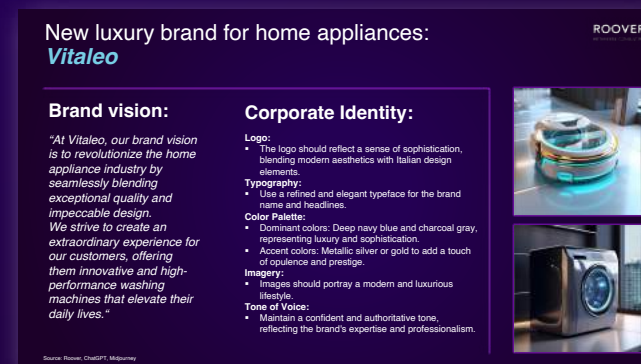 New luxury brand for home appliances:
Vitaleo
ROOVER
Brand vision:
“At Vitaleo, our brand vision
is to revolutionize the home
appliance industry by
seamlessly blending
exceptional quality and
impeccable design.
We strive to create an
extraordinary experience for
our customers, offering
them innovative and high-
performance washing
machines that elevate their
daily lives.“
Corporate Identity:
Logo:
▪ The logo should reflect a sense of sophistication,
blending modern aesthetics with Italian design
elements.
Typography:
▪ Use a refined and elegant typeface for the brand
name and headlines.
Color Palette:
▪ Dominant colors: Deep navy blue and charcoal gray,
representing luxury and sophistication.
▪ Accent colors: Metallic silver or gold to add a touch
of opulence and prestige.
Imagery:
▪ Images should portray a modern and luxurious
lifestyle.
Tone of Voice:
▪ Maintain a confident and authoritative tone,
reflecting the brand’s expertise and professionalism.
Source: Roover, ChatGPT, Midjourney